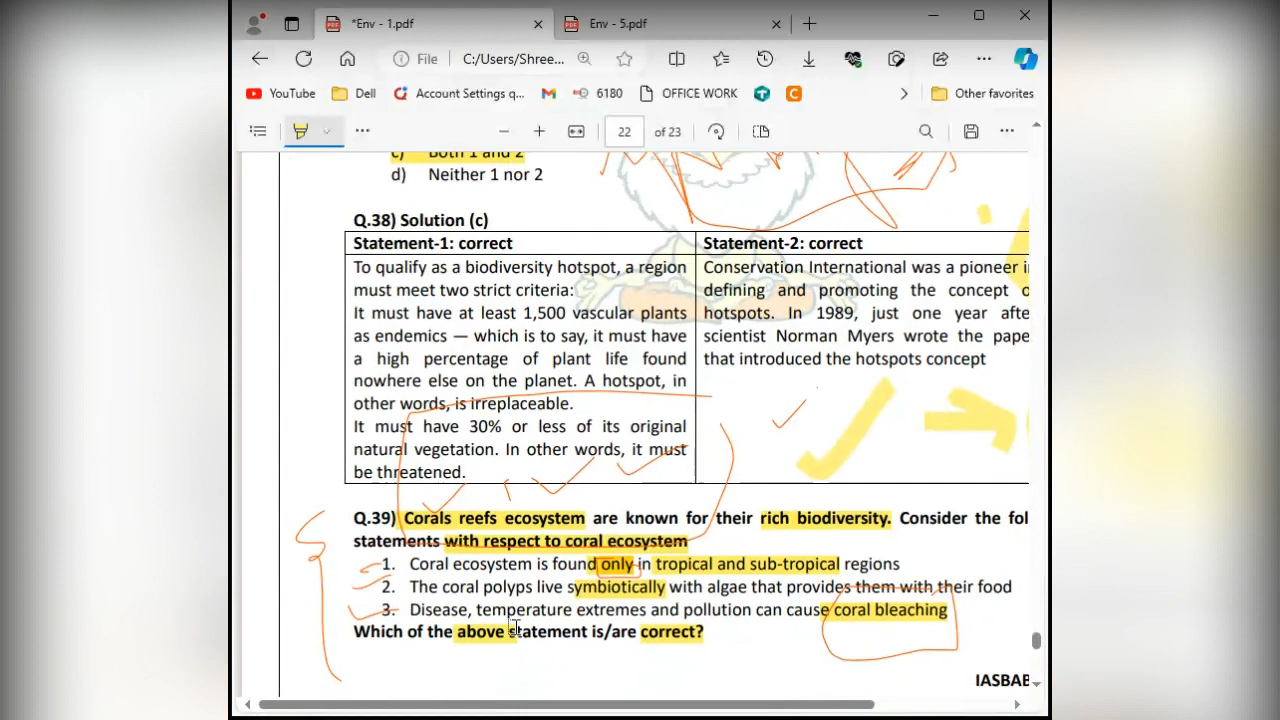 *Env - 1.pdf
Env - 5.pdf
File
C:/Users/Shree...
YouTube
Dell
Account Settings q...
6180
OFFICE WORK
Other favorites
22 of 23
c) Both 1 and 2
d) Neither 1 nor 2
Q.38) Solution (c)
Statement-1: correct
To qualify as a biodiversity hotspot, a region
must meet two strict criteria:
It must have at least 1,500 vascular plants
as endemics — which is to say, it must have
a high percentage of plant life found
nowhere else on the planet. A hotspot, in
other words, is irreplaceable.
It must have 30% or less of its original
natural vegetation. In other words, it must
be threatened.
Statement-2: correct
Conservation International was a pioneer i
defining and promoting the concept o
hotspots. In 1989, just one year afte
scientist Norman Myers wrote the pape
that introduced the hotspots concept
Q.39) Corals reefs ecosystem are known for their rich biodiversity. Consider the fol
statements with respect to coral ecosystem
1. Coral ecosystem is found only in tropical and sub-tropical regions
2. The coral polyps live symbiotically with algae that provides them with their food
3. Disease, temperature extremes and pollution can cause coral bleaching
Which of the above statement is/are correct?
IASBAB